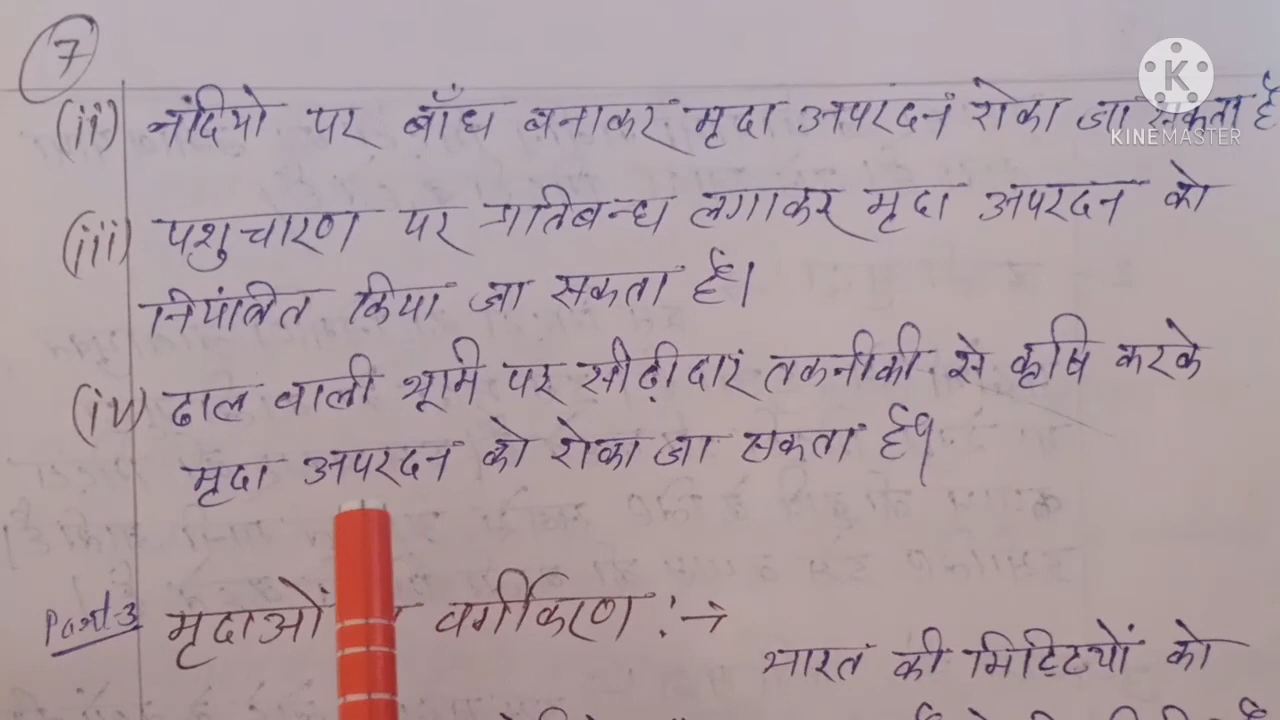 7
(ii) नंदियो पर बाँध बनाकर मृदा अपरदन रोका जा सकता है
KINEMASTER
(iii) पशुचारण पर प्रतिबन्ध लगाकर मृदा अपरदन को
नियंत्रित किया जा सकता है।
(iv) ढाल वाली भूमि पर सीढ़ीदार तकनीकी से कृषि करके
मृदा अपरदन को रोका जा सकता है।
Part-3 मृदाओं वर्गीकरण :→
भारत की मिट्टियों को